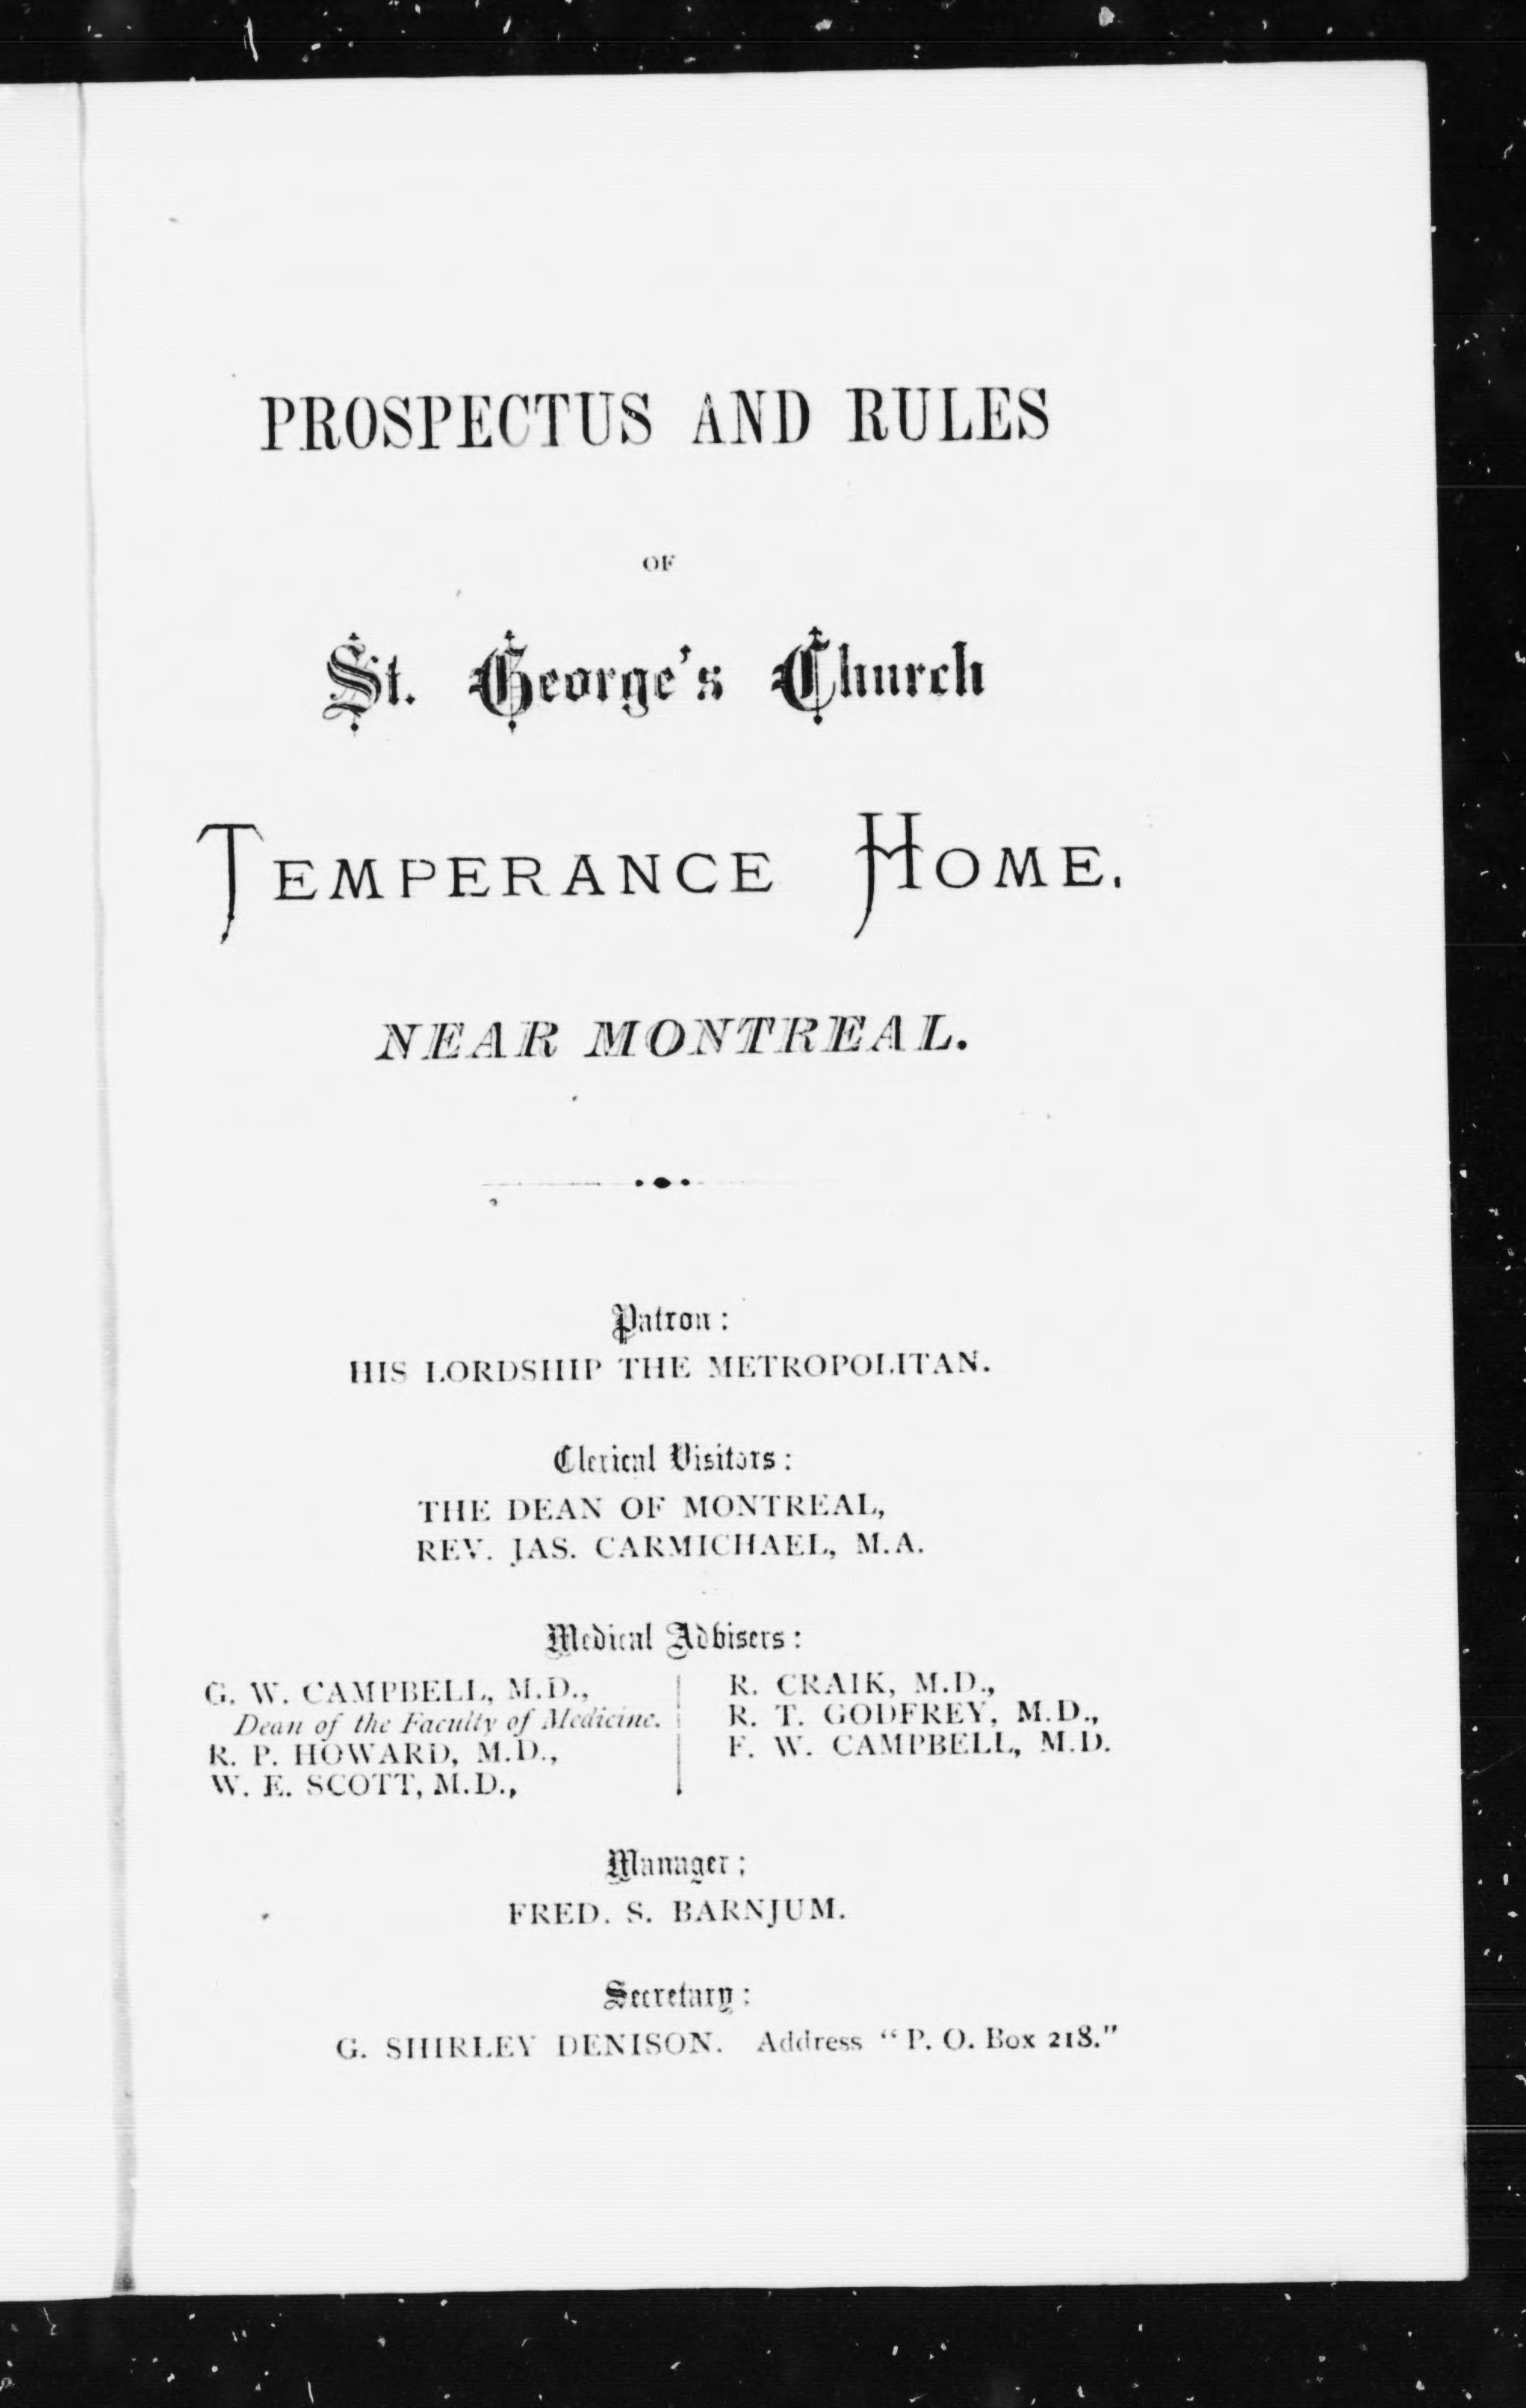 PROSPECTUS AND RULES
OF
St. George's Church
TEMPERANCE HOME.
NEAR MONTREAL.
Patron:
HIS LORDSHIP THE METROPOLITAN.
Clerical Visitors:
THE DEAN OF MONTREAL,
REV. JAS. CARMICHAEL, M.A.
Medical Advisers:
G. W. CAMPBELL, M.D.,
Dean of the Faculty of Medicine.
R. P. HOWARD, M.D.,
W. E. SCOTT, M.D.,
R. CRAIK, M.D.,
R. T. GODFREY, M.D.,
F. W. CAMPBELL, M.D.
Manager:
FRED. S. BARNJUM.
Secretary:
G. SHIRLEY DENISON. Address "P. O. Box 218."